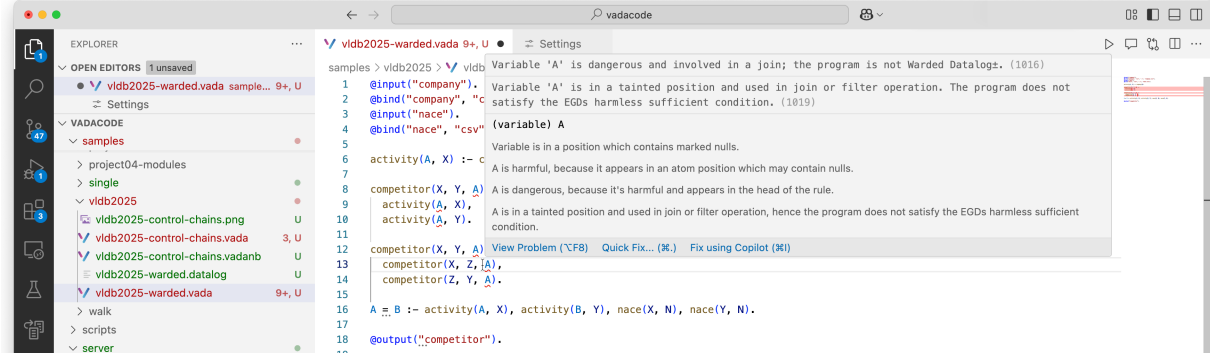 vadacode
EXPLORER
OPEN EDITORS 1 unsaved
vldb2025-warded.vada sample... 9+, U
Settings
VADACODE
samples
project04-modules
single
vldb2025
vldb2025-control-chains.png U
vldb2025-control-chains.vada 3, U
vldb2025-control-chains.vadanb U
vldb2025-warded.datalog U
vldb2025-warded.vada 9+, U
walk
scripts
server
1
47
1
3
vldb2025-warded.vada 9+, U
Settings
samples > vldb2025 > vldb
1 @input("company").
2 @bind("company", "c
3 @input("nace").
4 @bind("nace", "csv"
5
6 activity(A, X) :- c
7
8 competitor(X, Y, A)
9 activity(A, X),
10 activity(A, Y).
11
12 competitor(X, Y, A)
13 competitor(X, Z, A),
14 competitor(Z, Y, A).
15
16 A = B :- activity(A, X), activity(B, Y), nace(X, N), nace(Y, N).
17
18 @output("competitor").
Variable 'A' is dangerous and involved in a join; the program is not Warded Datalog±. (1016)
Variable 'A' is in a tainted position and used in join or filter operation. The program does not
satisfy the EGDs harmless sufficient condition. (1019)
(variable) A
Variable is in a position which contains marked nulls.
A is harmful, because it appears in an atom position which may contain nulls.
A is dangerous, because it's harmful and appears in the head of the rule.
A is in a tainted position and used in join or filter operation, hence the program does not satisfy the EGDs harmless sufficient
condition.
View Problem (⌥F8) Quick Fix... (⌘.) Fix using Copilot (⌘I)